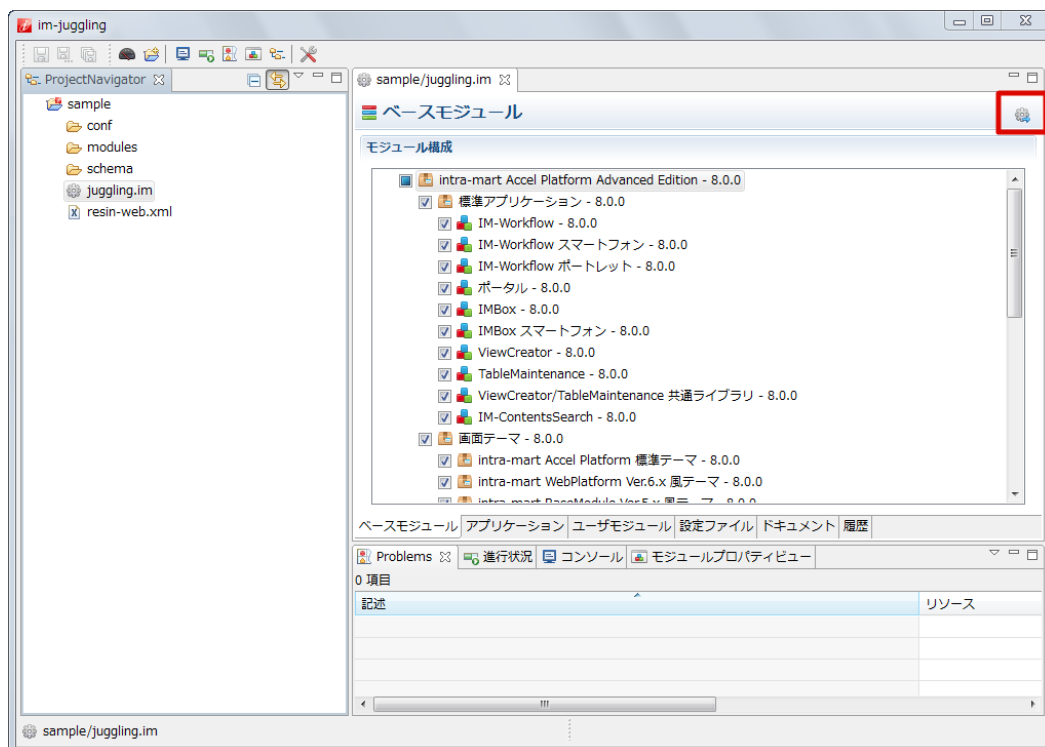 im-juggling
ProjectNavigator
sample
conf
modules
schema
juggling.im
resin-web.xml
sample/juggling.im
ベースモジュール
モジュール構成
intra-mart Accel Platform Advanced Edition - 8.0.0
標準アプリケーション - 8.0.0
IM-Workflow - 8.0.0
IM-Workflow スマートフォン - 8.0.0
IM-Workflow ポートレット - 8.0.0
ポータル - 8.0.0
IMBox - 8.0.0
IMBox スマートフォン - 8.0.0
ViewCreator - 8.0.0
TableMaintenance - 8.0.0
ViewCreator/TableMaintenance 共通ライブラリ - 8.0.0
IM-ContentsSearch - 8.0.0
画面テーマ - 8.0.0
intra-mart Accel Platform 標準テーマ - 8.0.0
intra-mart WebPlatform Ver.6.x 風テーマ - 8.0.0
intra-mart BaseModule Ver.5.x 風テーマ - 8.0.0
ベースモジュール アプリケーション ユーザモジュール 設定ファイル ドキュメント 履歴
Problems 進行状況 コンソール モジュールプロパティビュー
0 項目
記述 リソース
sample/juggling.im